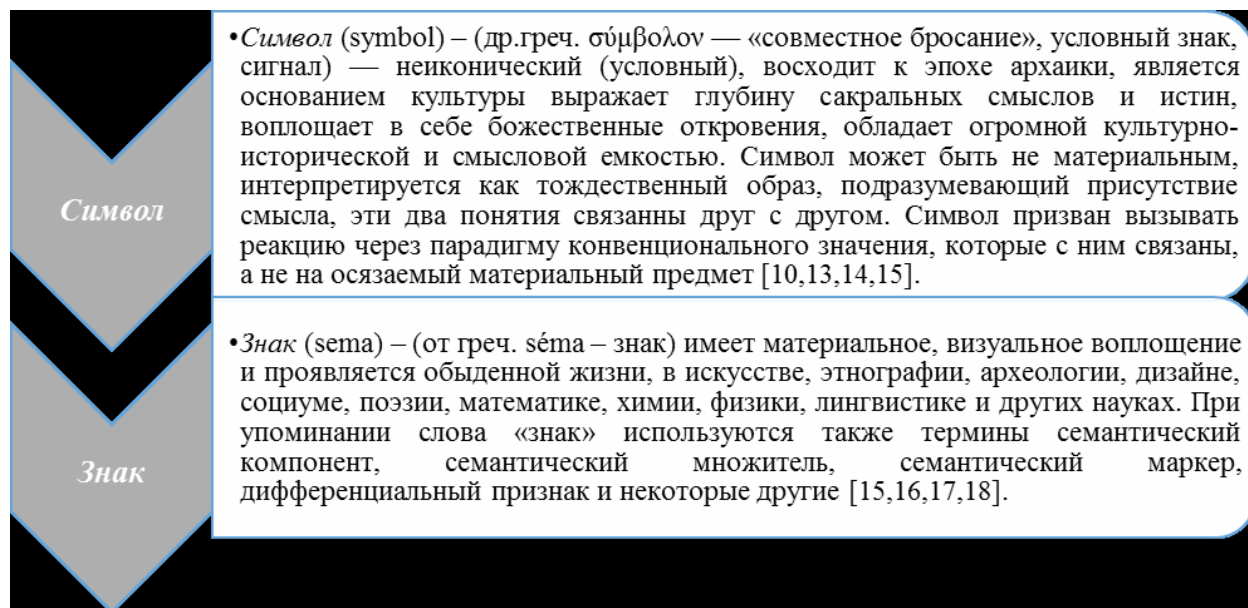 Символ
•Символ (symbol) – (др.греч. σύμβολον — «совместное бросание», условный знак,
сигнал) — неиконический (условный), восходит к эпохе архаики, является
основанием культуры выражает глубину сакральных смыслов и истин,
воплощает в себе божественные откровения, обладает огромной культурно-
исторической и смысловой емкостью. Символ может быть не материальным,
интерпретируется как тождественный образ, подразумевающий присутствие
смысла, эти два понятия связанны друг с другом. Символ призван вызывать
реакцию через парадигму конвенционального значения, которые с ним связаны,
а не на осязаемый материальный предмет [10,13,14,15].
Знак
•Знак (sema) – (от греч. séma – знак) имеет материальное, визуальное воплощение
и проявляется обыденной жизни, в искусстве, этнографии, археологии, дизайне,
социуме, поэзии, математике, химии, физики, лингвистике и других науках. При
упоминании слова «знак» используются также термины семантический
компонент, семантический множитель, семантический маркер,
дифференциальный признак и некоторые другие [15,16,17,18].